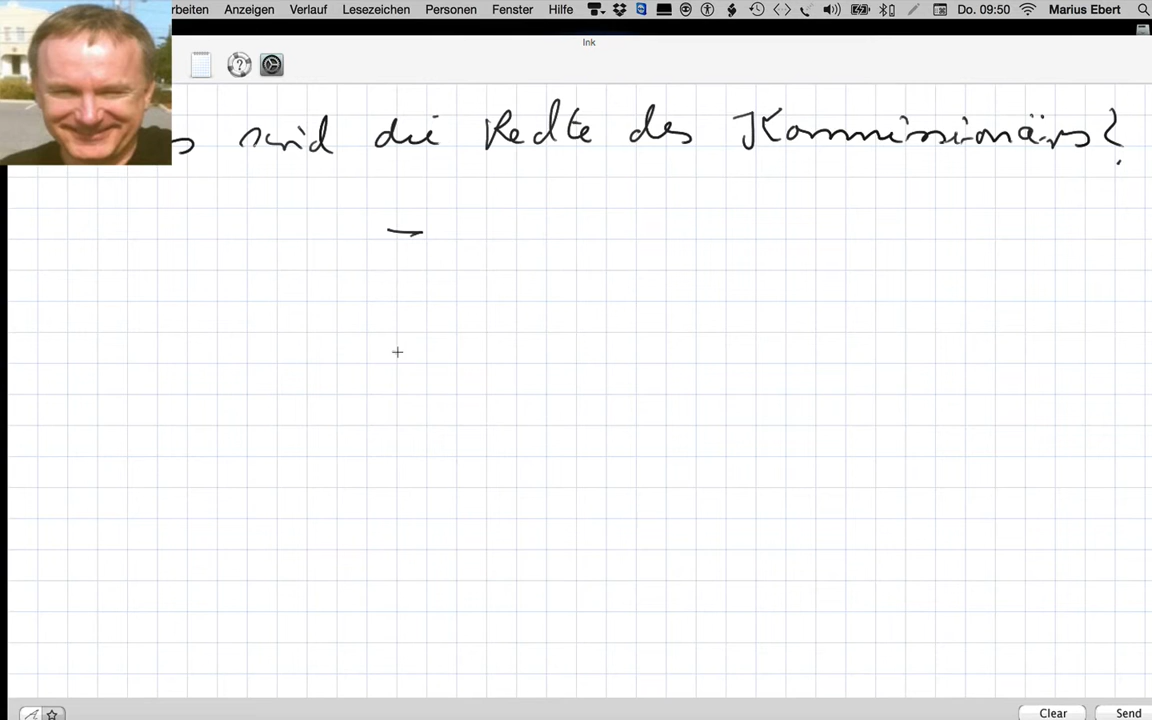 arbeiten Anzeigen Verlauf Lesezeichen Personen Fenster Hilfe Do. 09:50 Marius Ebert
Ink
s sind die Rechte des Kommissionärs?
–
Clear Send